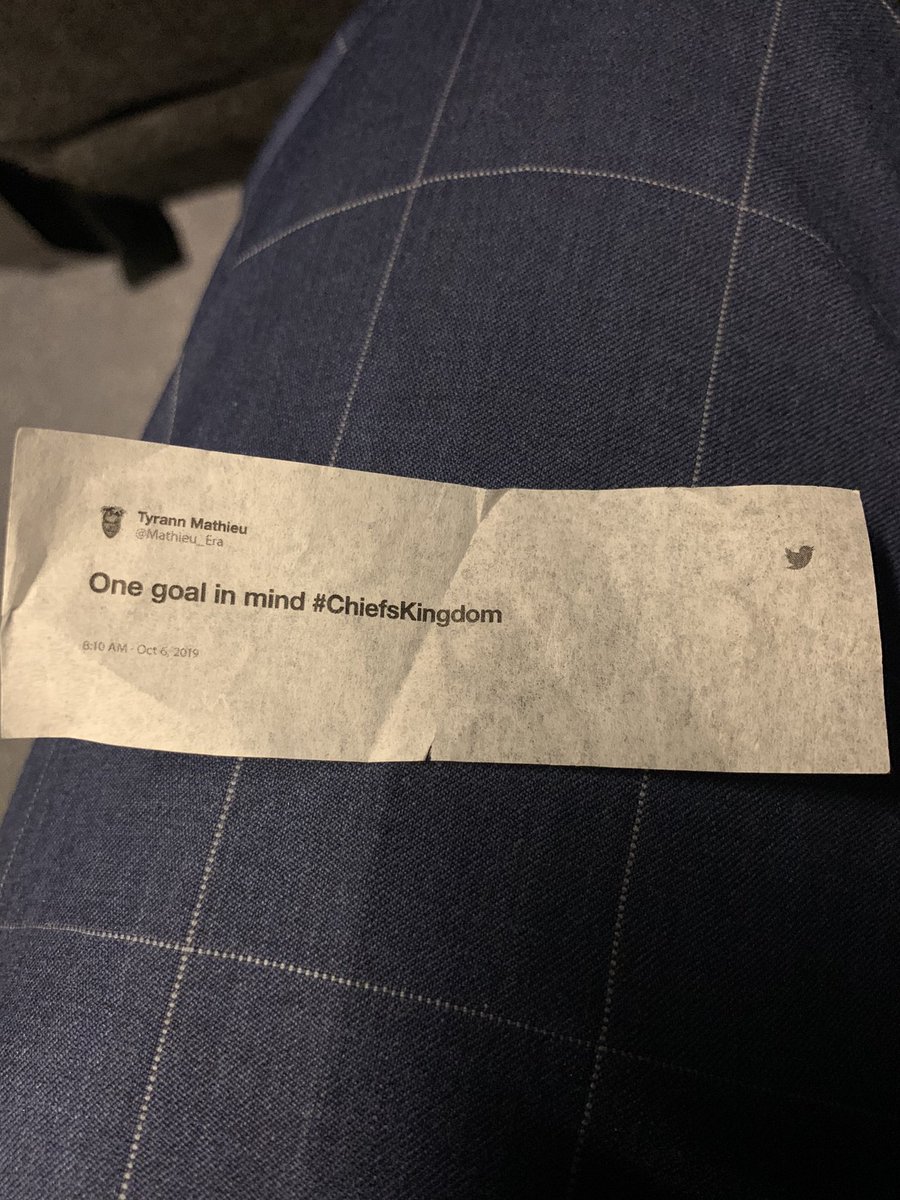 Tyrann Mathieu
@Mathieu_Era
One goal in mind #ChiefsKingdom
8:10 AM · Oct 6, 2019